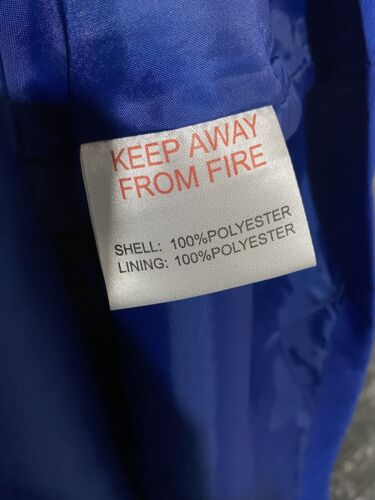 KEEP AWAY
FROM FIRE
SHELL: 100%POLYESTER
LINING: 100%POLYESTER